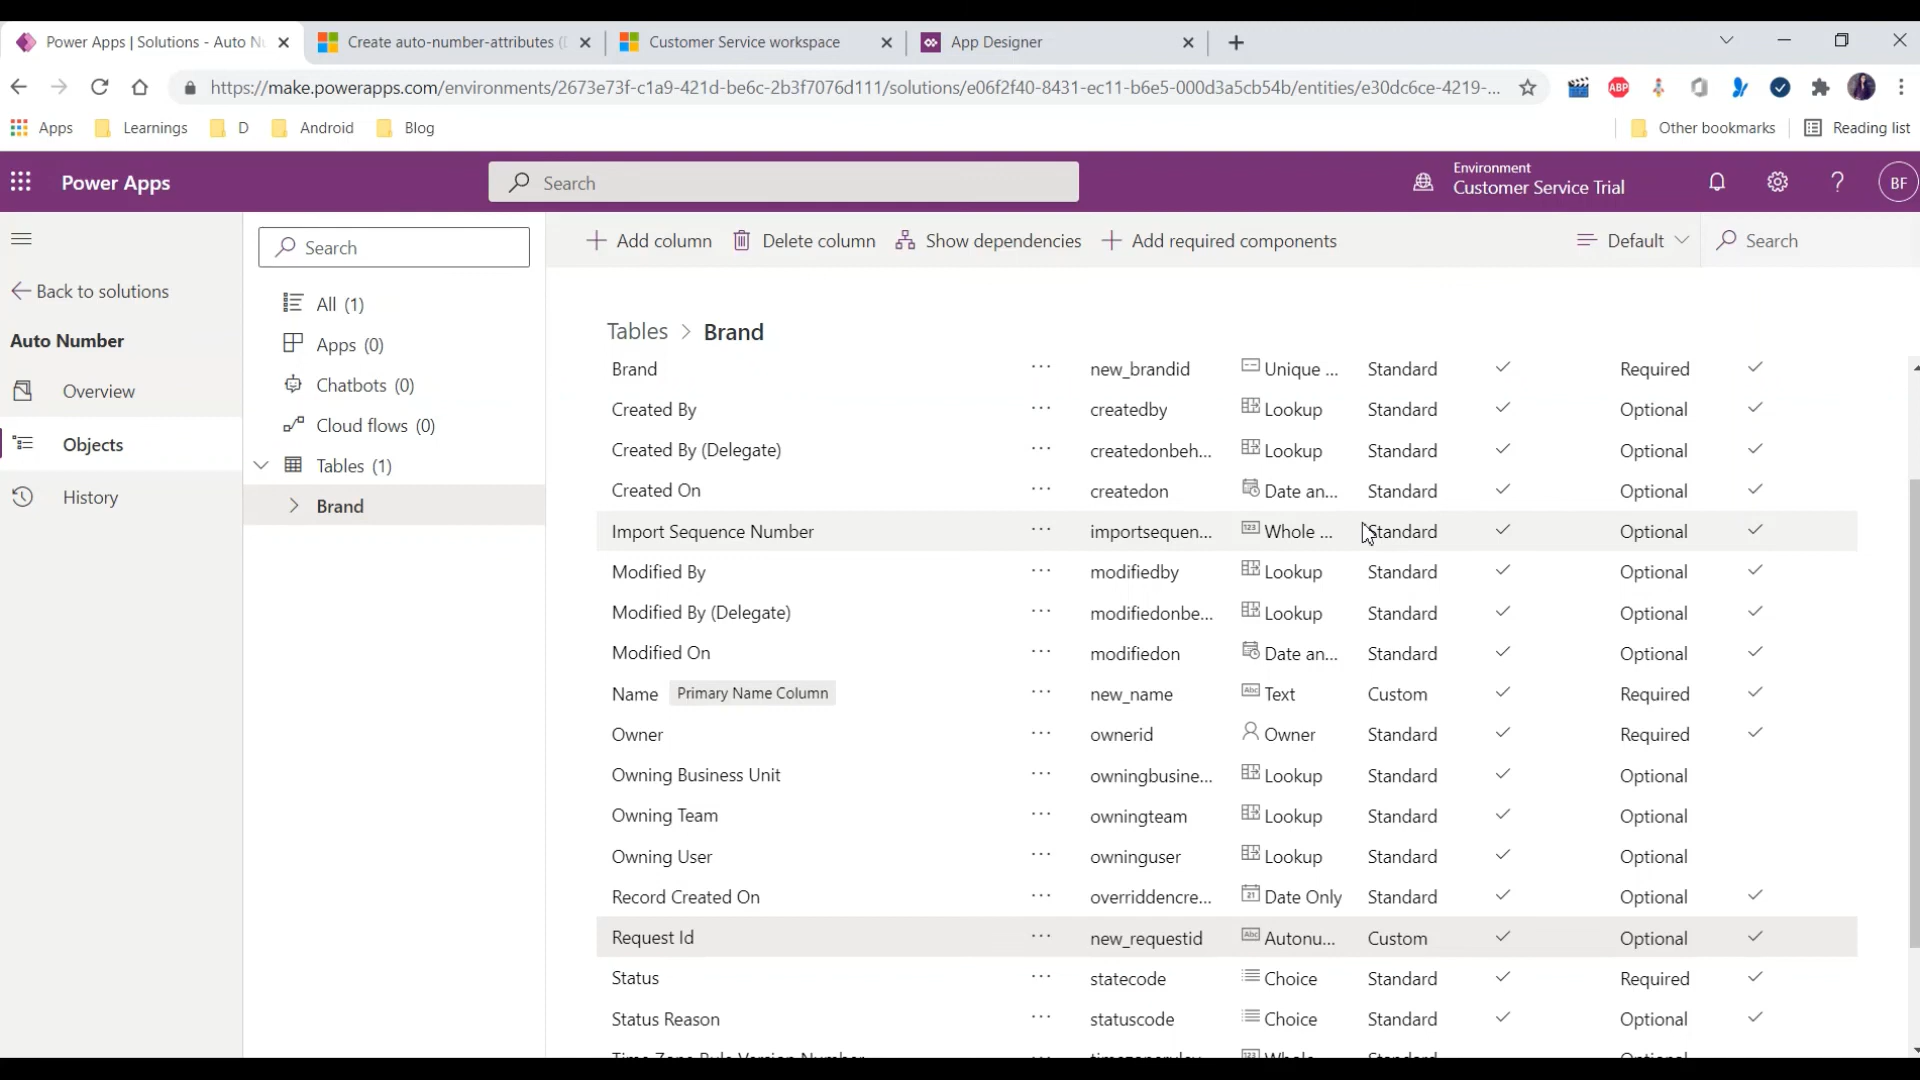 Power Apps | Solutions - Auto N
Create auto-number-attributes (
Customer Service workspace
App Designer
https://make.powerapps.com/environments/2673e73f-c1a9-421d-be6c-2b3f7076d111/solutions/e06f2f40-8431-ec11-b6e5-000d3a5cb54b/entities/e30dc6ce-4219-...
ABP
Apps
Learnings
D
Android
Blog
Other bookmarks
Reading list
Power Apps
Search
Environment
Customer Service Trial
?
BF
Search
Add column
Delete column
Show dependencies
Add required components
Default
Search
Back to solutions
Auto Number
Overview
Objects
History
All (1)
Apps (0)
Chatbots (0)
Cloud flows (0)
Tables (1)
Brand
Tables > Brand
Brand ··· new_brandid Unique ... Standard Required
Created By ··· createdby Lookup Standard Optional
Created By (Delegate) ··· createdonbeh... Lookup Standard Optional
Created On ··· createdon Date an... Standard Optional
Import Sequence Number ··· importsequen... 123 Whole ... Standard Optional
Modified By ··· modifiedby Lookup Standard Optional
Modified By (Delegate) ··· modifiedonbe... Lookup Standard Optional
Modified On ··· modifiedon Date an... Standard Optional
Name Primary Name Column ··· new_name Abc Text Custom Required
Owner ··· ownerid Owner Standard Required
Owning Business Unit ··· owningbusine... Lookup Standard Optional
Owning Team ··· owningteam Lookup Standard Optional
Owning User ··· owninguser Lookup Standard Optional
Record Created On ··· overriddencre... 21 Date Only Standard Optional
Request Id ··· new_requestid Abc Autonu... Custom Optional
Status ··· statecode Choice Standard Required
Status Reason ··· statuscode Choice Standard Optional